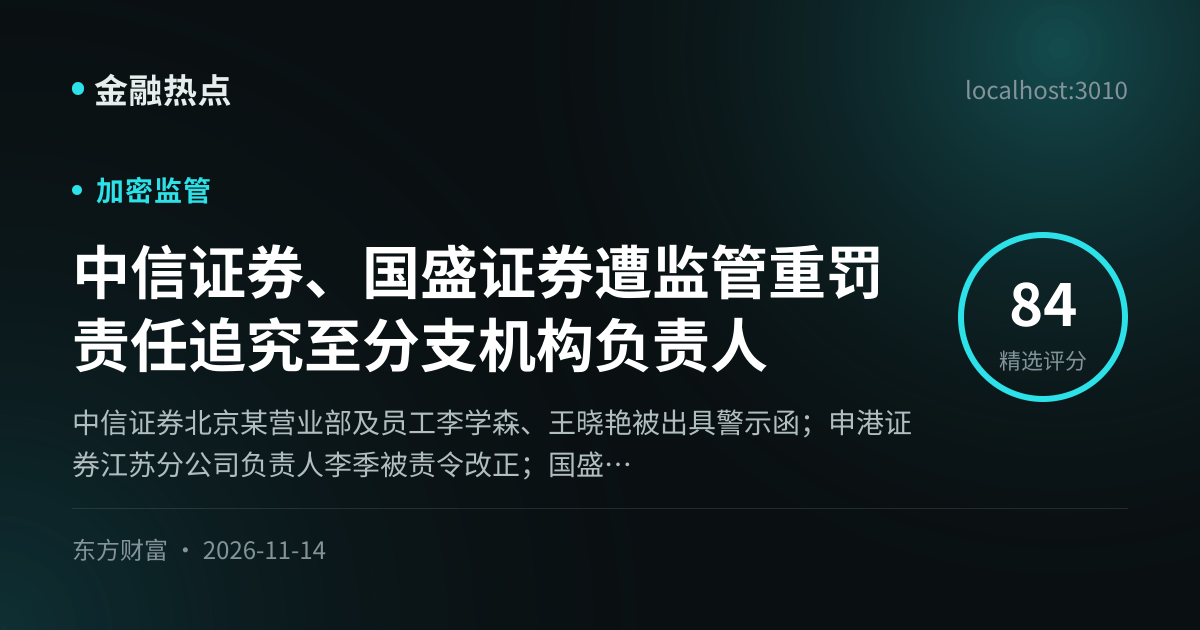 金融热点
localhost:3010
加密监管
中信证券、国盛证券遭监管重罚
责任追究至分支机构负责人
84
精选评分
中信证券北京某营业部及员工李学森、王晓艳被出具警示函；申港证
券江苏分公司负责人李季被责令改正；国盛…
东方财富 · 2026-11-14